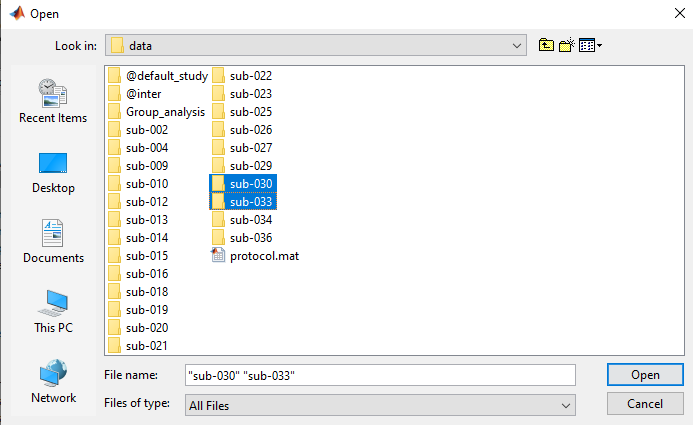 Open
Look in:
data
Recent Items
Desktop
Documents
This PC
Network
@default_study
@inter
Group_analysis
sub-002
sub-004
sub-009
sub-010
sub-012
sub-013
sub-014
sub-015
sub-016
sub-018
sub-019
sub-020
sub-021
sub-022
sub-023
sub-025
sub-026
sub-027
sub-029
sub-030
sub-033
sub-034
sub-036
protocol.mat
File name:
"sub-030" "sub-033"
Open
Files of type:
All Files
Cancel